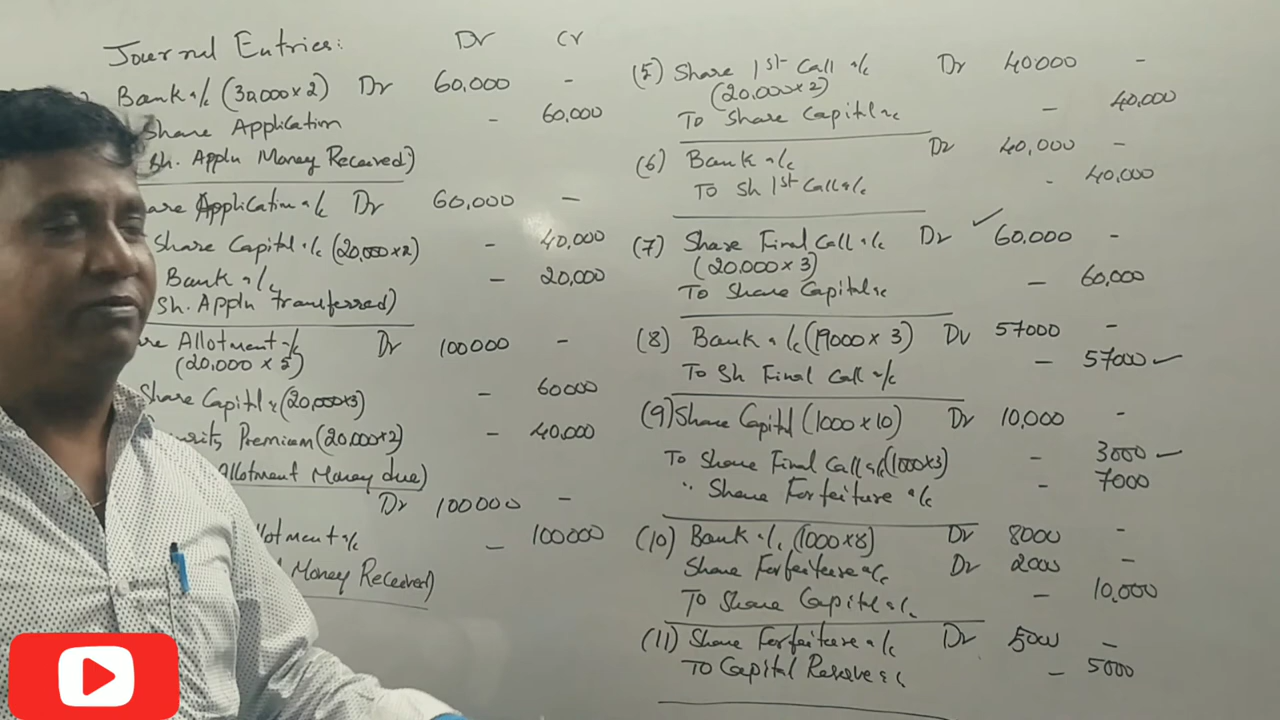 Journal Entries: Dr Cr
Bank a/c (30,000 × 2) Dr 60,000 -
Share Application - 60,000
Sh. Appln Money Received)
are Application a/c Dr 60,000 -
Share Capital a/c (20,000 × 2) - 40,000
Bank a/c - 20,000
Sh. Appln transferred)
re Allotment a/c Dr 100000 -
(20,000 × 5)
Share Capitl a/c (20,000×3) - 60000
urity Premium (20,000×2) - 40,000
Allotment Money due)
Dr 100000 -
llotment a/c - 100000
Money Received)
(5) Share 1st Call a/c Dr 40000 -
(20,000 × 2)
To Share Capitl a/c - 40,000
(6) Bank a/c Dr 40,000 -
To Sh 1st Call a/c - 40,000
(7) Share Final Call a/c Dr ✓ 60,000 -
(20,000 × 3)
To Share Capital a/c - 60,000
(8) Bank a/c (19000 × 3) Dr 57000 -
To Sh Final Call a/c - 57000 ✓
(9) Share Capitl (1000 × 10) Dr 10,000 -
To Share Final Call a/c (1000×3) - 3000 ✓
" Share Forfeiture a/c - 7000
(10) Bank a/c (1000×8) Dr 8000 -
Share Forfeiture a/c Dr 2000 -
To Share Capital a/c - 10,000
(11) Share Forfeiture a/c Dr 5000 -
To Capital Reserve a/c - 5000